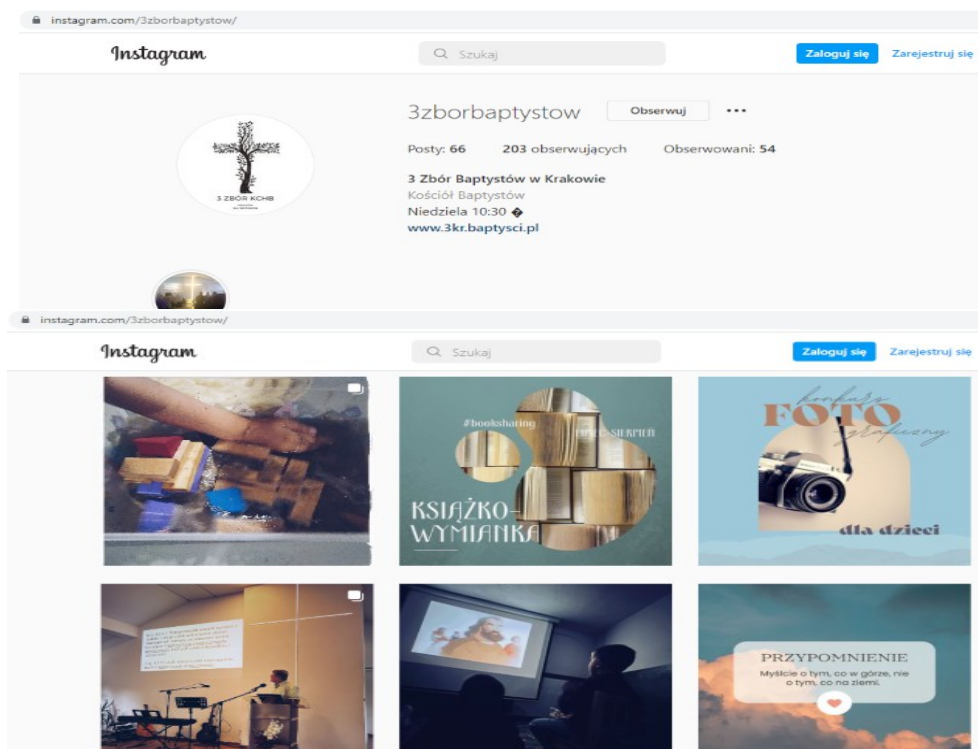 instagram.com/3zborbaptystow/
Instagram
Szukaj
Zaloguj się
Zarejestruj się
3zborbaptystow
Obserwuj
Posty: 66
203 obserwujących
Obserwowani: 54
3 Zbór Baptystów w Krakowie
Kościół Baptystów
Niedziela 10:30 �
www.3kr.baptysci.pl
3 ZBÓR KCHB
instagram.com/3zborbaptystow/
Instagram
Szukaj
Zaloguj się
Zarejestruj się
#booksharing
SIERPIEŃ
KSIĄŻKO-
WYMIANKA
konkurs
FOTO
graficzny
dla dzieci
PRZYPOMNIENIE
Myślcie o tym, co w górze, nie
o tym, co na ziemi.